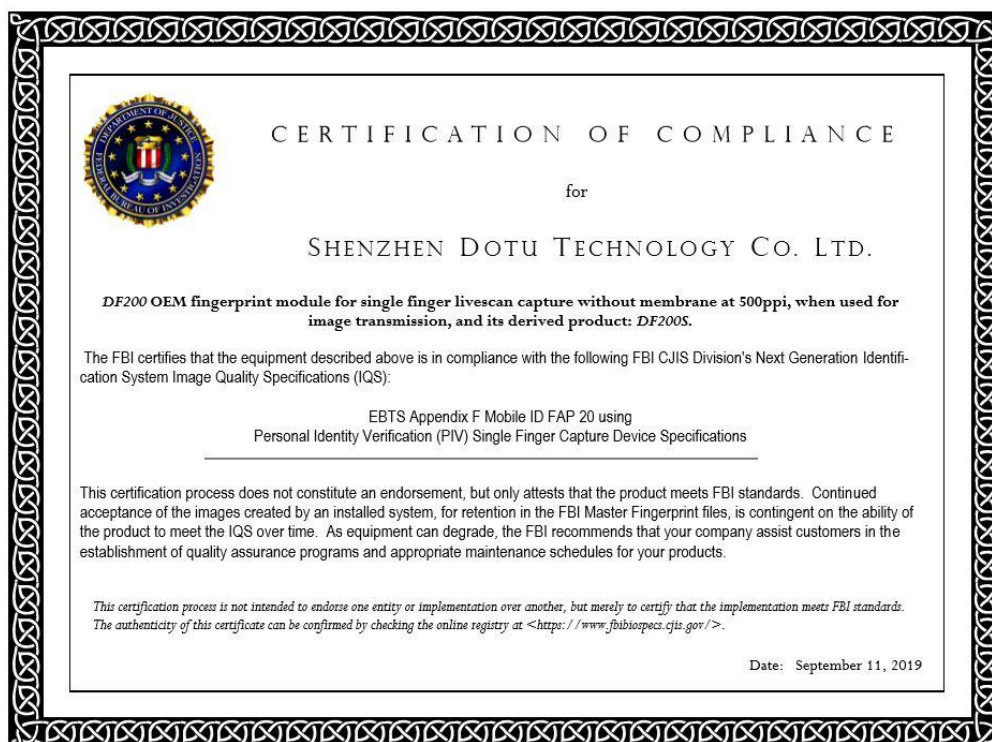 DEPARTMENT OF JUSTICE
FEDERAL BUREAU OF INVESTIGATION
CERTIFICATION OF COMPLIANCE
for
SHENZHEN DOTU TECHNOLOGY CO. LTD.
DF200 OEM fingerprint module for single finger livescan capture without membrane at 500ppi, when used for
image transmission, and its derived product: DF200S.
The FBI certifies that the equipment described above is in compliance with the following FBI CJIS Division's Next Generation Identifi-
cation System Image Quality Specifications (IQS):
EBTS Appendix F Mobile ID FAP 20 using
Personal Identity Verification (PIV) Single Finger Capture Device Specifications
This certification process does not constitute an endorsement, but only attests that the product meets FBI standards. Continued
acceptance of the images created by an installed system, for retention in the FBI Master Fingerprint files, is contingent on the ability of
the product to meet the IQS over time. As equipment can degrade, the FBI recommends that your company assist customers in the
establishment of quality assurance programs and appropriate maintenance schedules for your products.
This certification process is not intended to endorse one entity or implementation over another, but merely to certify that the implementation meets FBI standards.
The authenticity of this certificate can be confirmed by checking the online registry at <https://www.fbibiospecs.cjis.gov/>.
Date: September 11, 2019